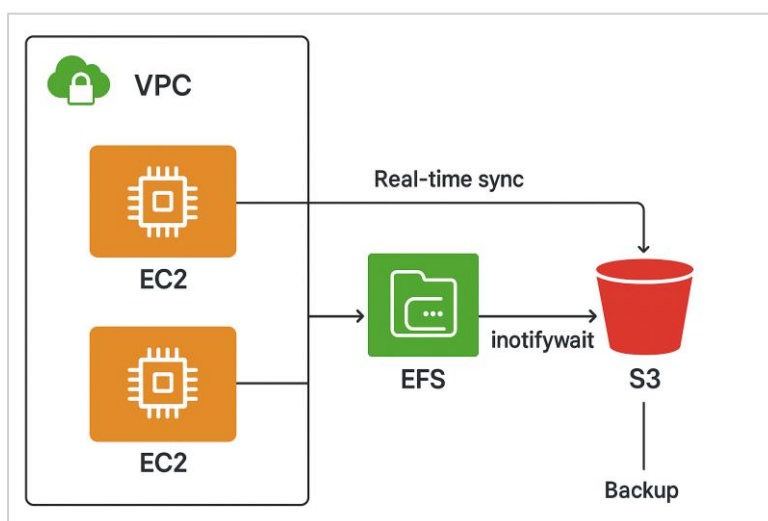 VPC
EC2
Real-time sync
EC2
EFS
inotifywait
S3
Backup